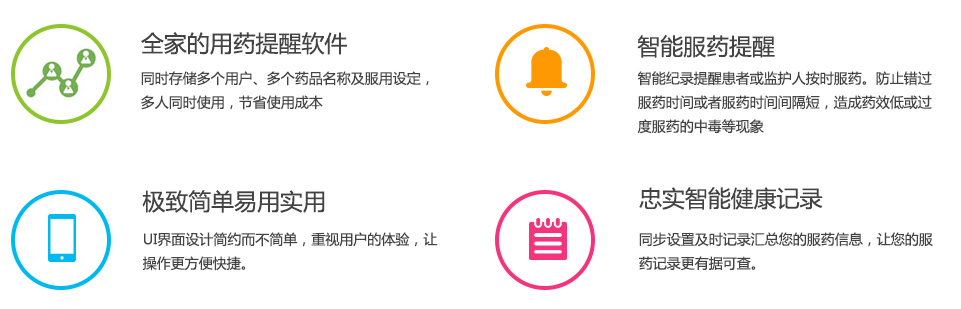 全家的用药提醒软件
同时存储多个用户、多个药品名称及服用设定，
多人同时使用，节省使用成本
智能服药提醒
智能纪录提醒患者或监护人按时服药。防止错过
服药时间或者服药时间间隔短，造成药效低或过
度服药的中毒等现象
极致简单易用实用
UI界面设计简约而不简单，重视用户的体验，让
操作更方便快捷。
忠实智能健康记录
同步设置及时记录汇总您的服药信息，让您的服
药记录更有据可查。